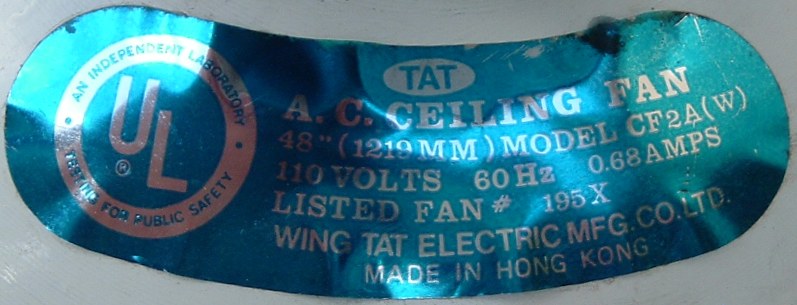 AN INDEPENDENT LABORATORY
UL
®
TESTING FOR PUBLIC SAFETY
TAT
A.C. CEILING FAN
48"(1219MM) MODEL CF2A(W)
110 VOLTS 60Hz 0.68AMPS
LISTED FAN # 195X
WING TAT ELECTRIC MFG.CO.LTD.
MADE IN HONG KONG